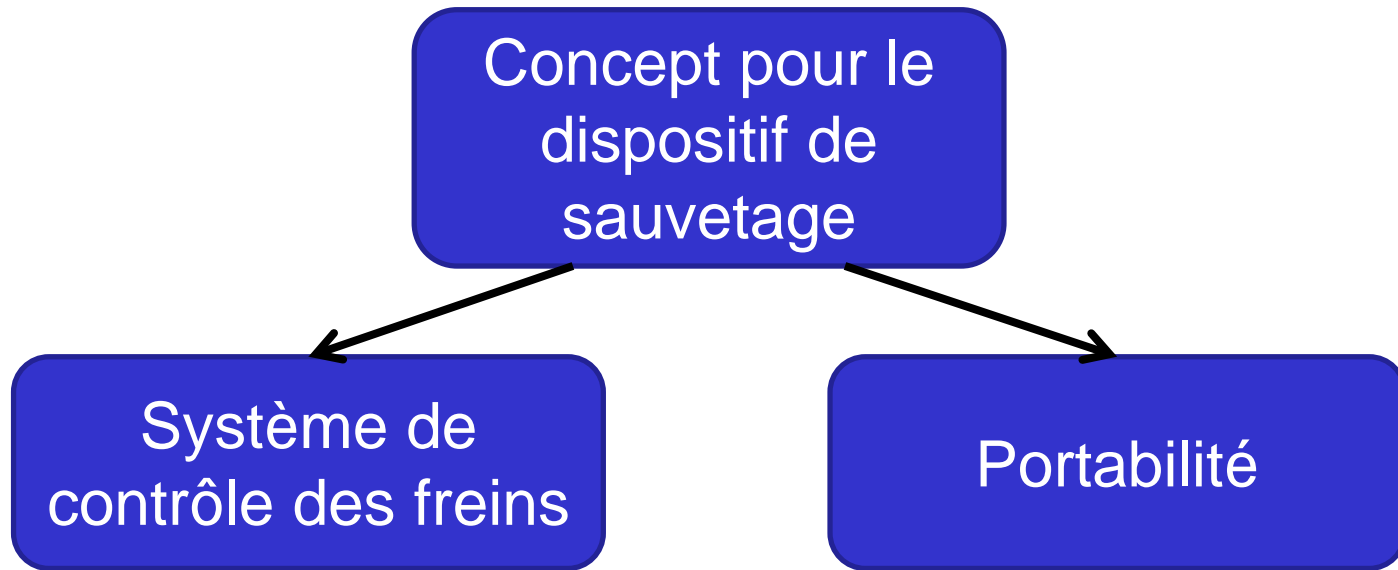 Concept pour le
dispositif de
sauvetage
Système de
contrôle des freins
Portabilité